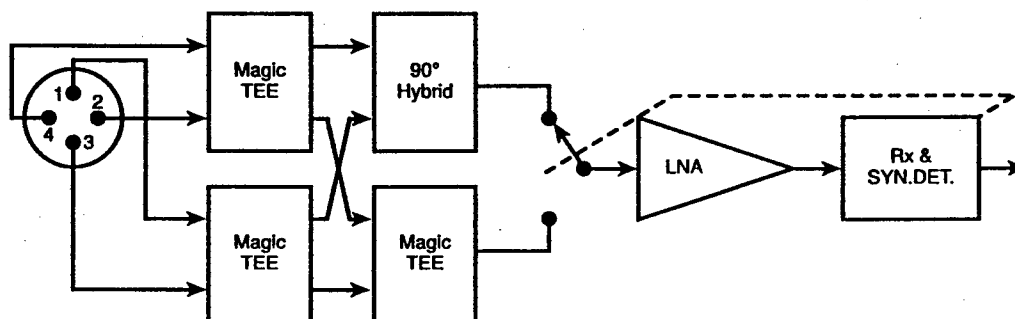 Magic
TEE
90°
Hybrid
1
2
4
3
LNA
Rx &
SYN.DET.
Magic
TEE
Magic
TEE